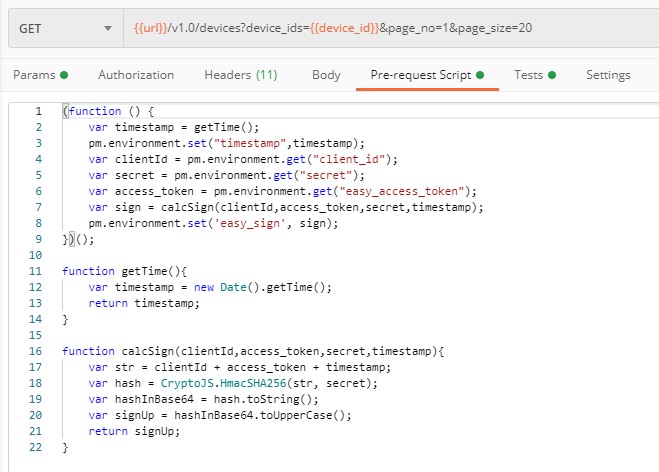 GET {{url}}/v1.0/devices?device_ids={{device_id}}&page_no=1&page_size=20
Params Authorization Headers (11) Body Pre-request Script Tests Settings
1 (function () {
2 var timestamp = getTime();
3 pm.environment.set("timestamp",timestamp);
4 var clientId = pm.environment.get("client_id");
5 var secret = pm.environment.get("secret");
6 var access_token = pm.environment.get("easy_access_token");
7 var sign = calcSign(clientId,access_token,secret,timestamp);
8 pm.environment.set('easy_sign', sign);
9 })();
10
11 function getTime(){
12 var timestamp = new Date().getTime();
13 return timestamp;
14 }
15
16 function calcSign(clientId,access_token,secret,timestamp){
17 var str = clientId + access_token + timestamp;
18 var hash = CryptoJS.HmacSHA256(str, secret);
19 var hashInBase64 = hash.toString();
20 var signUp = hashInBase64.toUpperCase();
21 return signUp;
22 }